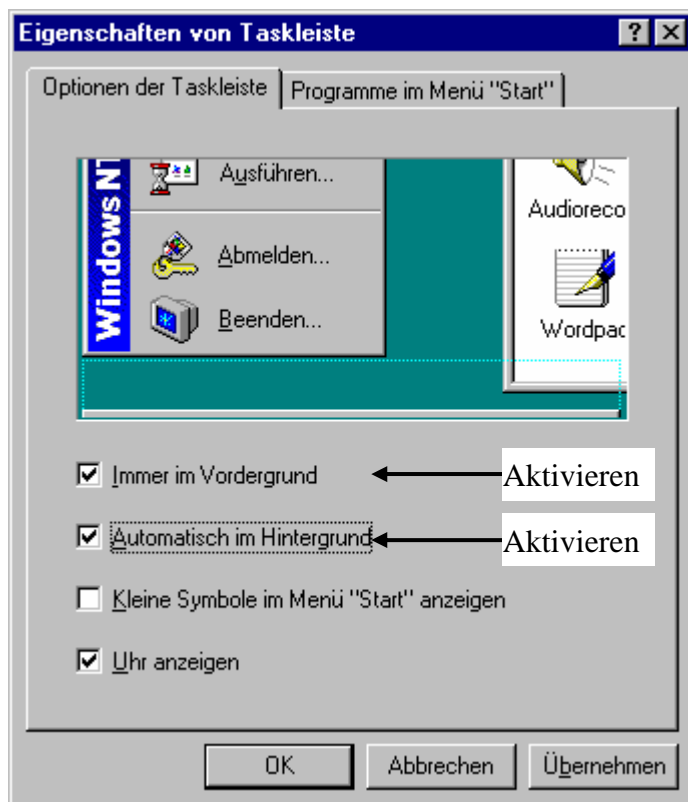 Eigenschaften von Taskleiste
Optionen der Taskleiste
Programme im Menü "Start"
Windows NT
Ausführen...
Abmelden...
Beenden...
Audioreco
Wordpad
Immer im Vordergrund
Aktivieren
Automatisch im Hintergrund
Aktivieren
Kleine Symbole im Menü "Start" anzeigen
Uhr anzeigen
OK
Abbrechen
Übernehmen